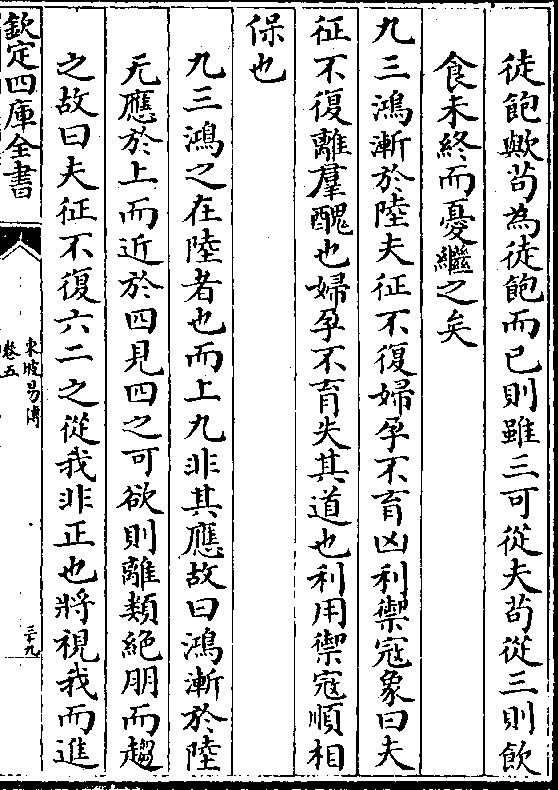 徒飽歟茍為徒飽而已則雖三可從夫茍從三則飲
食未終而憂繼之矣
九三鴻漸於陸夫征不復婦孕不育凶利禦寇象曰夫
征不復離羣醜也婦孕不育失其道也利用禦寇順相
保也
九三鴻之在陸者也而上九非其應故曰鴻漸於陸
无應於上而近於四見四之可欲則離類絶朋而趨
之故曰夫征不復六二之從我非正也將視我而進
欽定四庫全書
東坡易傳
卷五
三十九